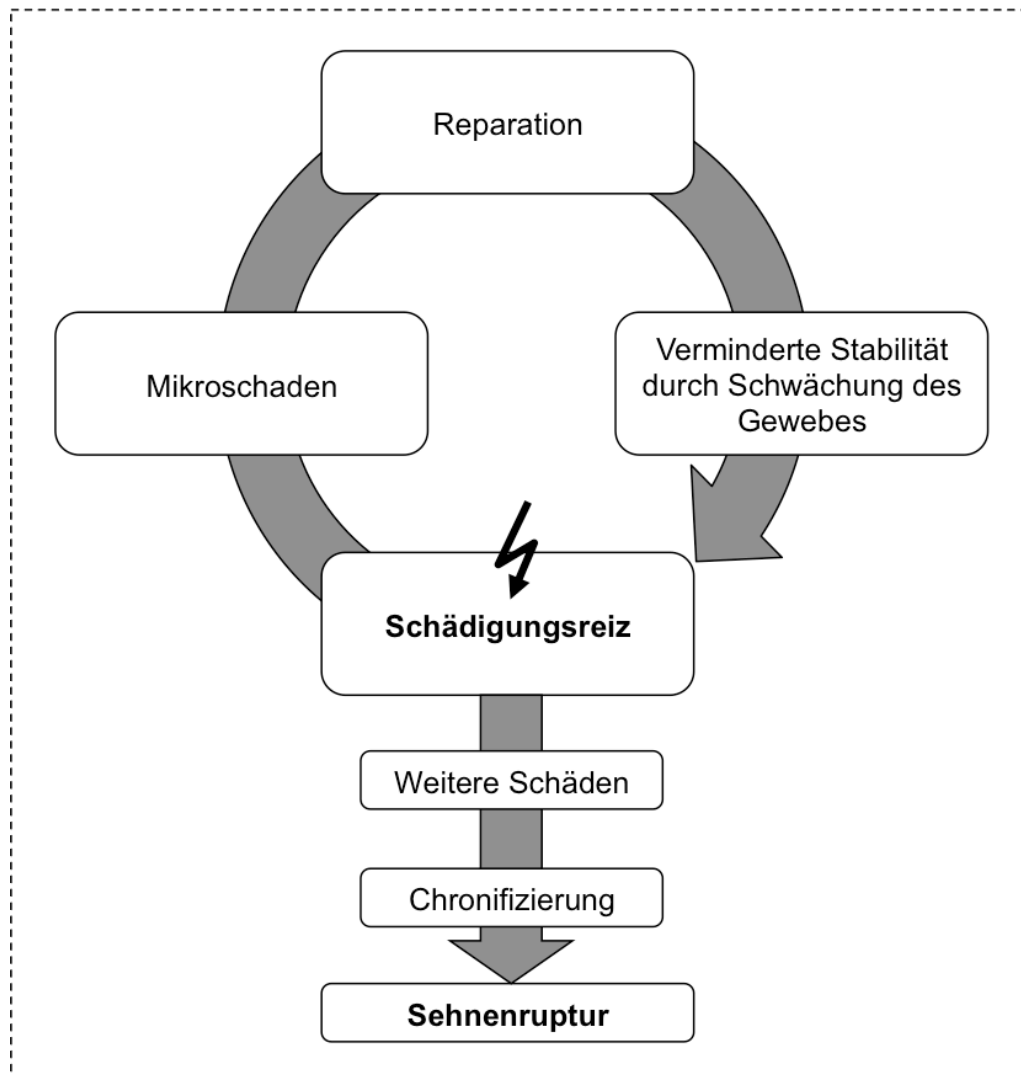 Reparation
Mikroschaden
Verminderte Stabilität
durch Schwächung des
Gewebes
Schädigungsreiz
Weitere Schäden
Chronifizierung
Sehnenruptur